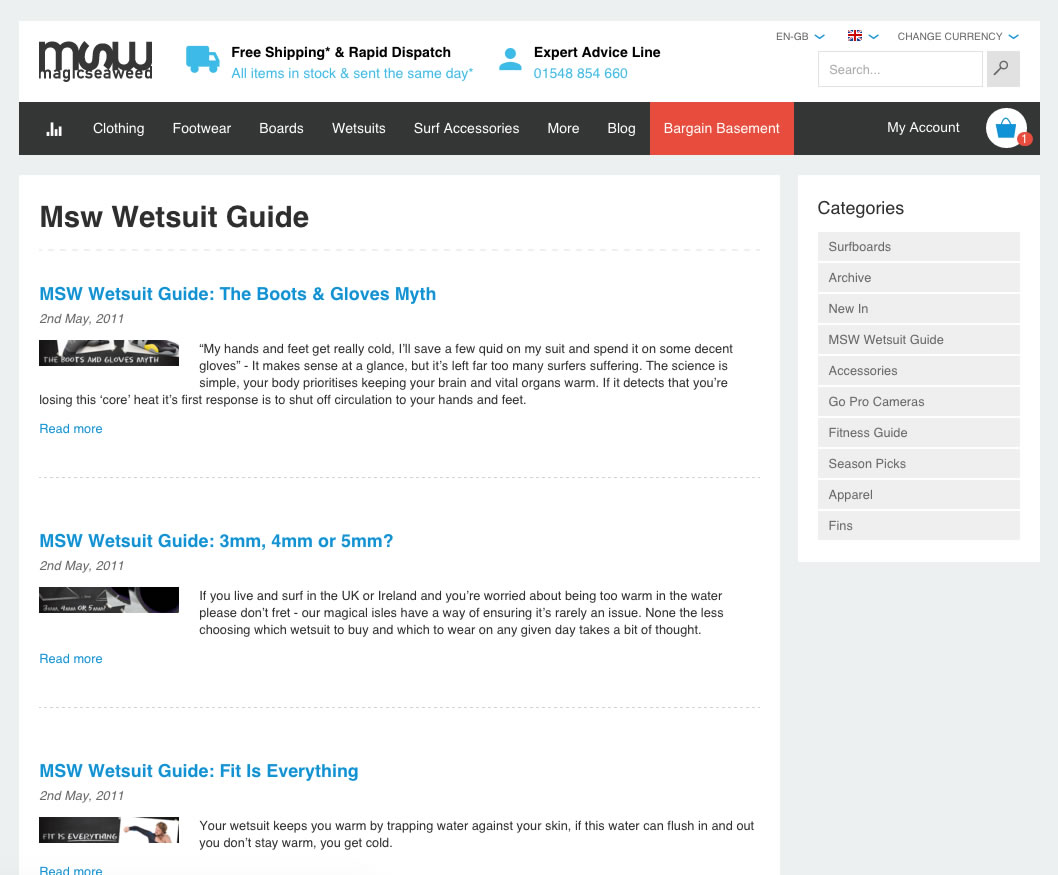 msw
magicseaweed
Free Shipping* & Rapid Dispatch
All items in stock & sent the same day*
Expert Advice Line
01548 854 660
EN-GB
CHANGE CURRENCY
Search...
Clothing
Footwear
Boards
Wetsuits
Surf Accessories
More
Blog
Bargain Basement
My Account
1
Msw Wetsuit Guide
MSW Wetsuit Guide: The Boots & Gloves Myth
2nd May, 2011
THE BOOTS AND GLOVES MYTH
“My hands and feet get really cold, I’ll save a few quid on my suit and spend it on some decent
gloves” - It makes sense at a glance, but it’s left far too many surfers suffering. The science is
simple, your body prioritises keeping your brain and vital organs warm. If it detects that you’re
losing this ‘core’ heat it’s first response is to shut off circulation to your hands and feet.
Read more
MSW Wetsuit Guide: 3mm, 4mm or 5mm?
2nd May, 2011
3mm, 4mm OR 5mm?
If you live and surf in the UK or Ireland and you’re worried about being too warm in the water
please don’t fret - our magical isles have a way of ensuring it’s rarely an issue. None the less
choosing which wetsuit to buy and which to wear on any given day takes a bit of thought.
Read more
MSW Wetsuit Guide: Fit Is Everything
2nd May, 2011
FIT IS EVERYTHING
Your wetsuit keeps you warm by trapping water against your skin, if this water can flush in and out
you don’t stay warm, you get cold.
Read more
Categories
Surfboards
Archive
New In
MSW Wetsuit Guide
Accessories
Go Pro Cameras
Fitness Guide
Season Picks
Apparel
Fins